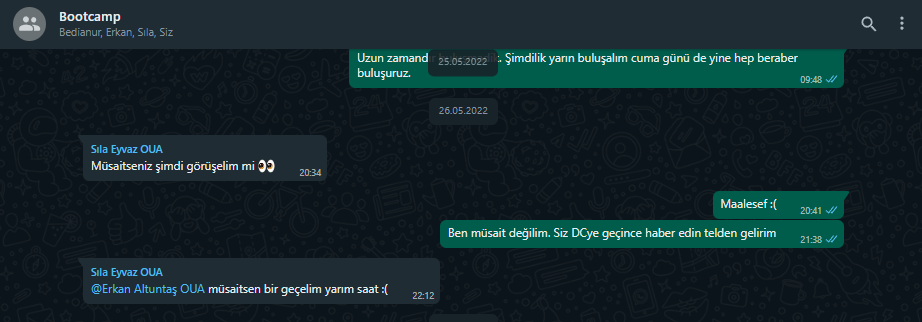 Bootcamp
Bedianur, Erkan, Sıla, Siz
25.05.2022
Uzun zamandır Şimdilik yarın buluşalım cuma günü de yine hep beraber
buluşuruz.
09:48
26.05.2022
Sıla Eyvaz OUA
Müsaitseniz şimdi görüşelim mi 👀
20:34
Maalesef :(
20:41
Ben müsait değilim. Siz DCye geçince haber edin telden gelirim
21:38
Sıla Eyvaz OUA
@Erkan Altuntaş OUA müsaitsen bir geçelim yarım saat :(
22:12